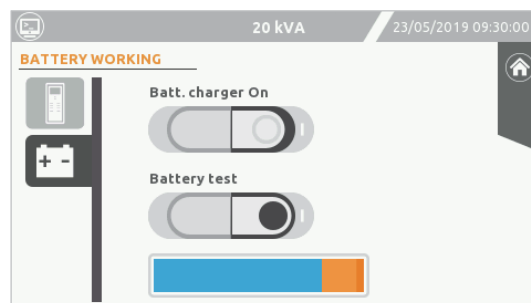 20 kVA
23/05/2019 09:30:00
BATTERY WORKING
Batt. charger On
Battery test